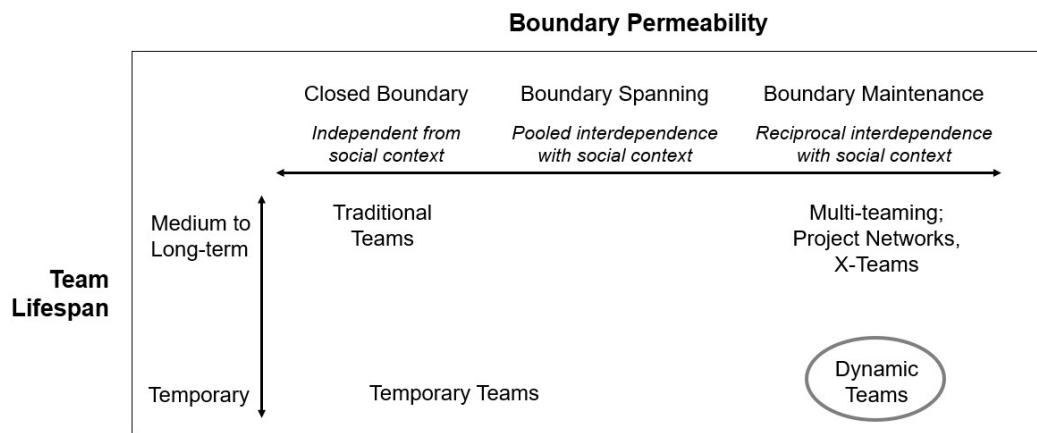 Boundary Permeability
Closed Boundary
Boundary Spanning
Boundary Maintenance
Independent from
social context
Pooled interdependence
with social context
Reciprocal interdependence
with social context
Team
Lifespan
Medium to
Long-term
Traditional
Teams
Multi-teaming;
Project Networks,
X-Teams
Temporary
Temporary Teams
Dynamic
Teams